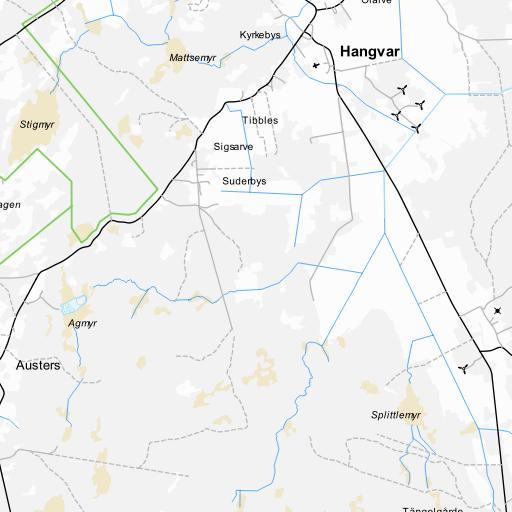 Kyrkebys
Hangvar
Mattsemyr
Stigmyr
Tibbles
Sigsarve
Suderbys
Agmyr
Austers
Splittlemyr